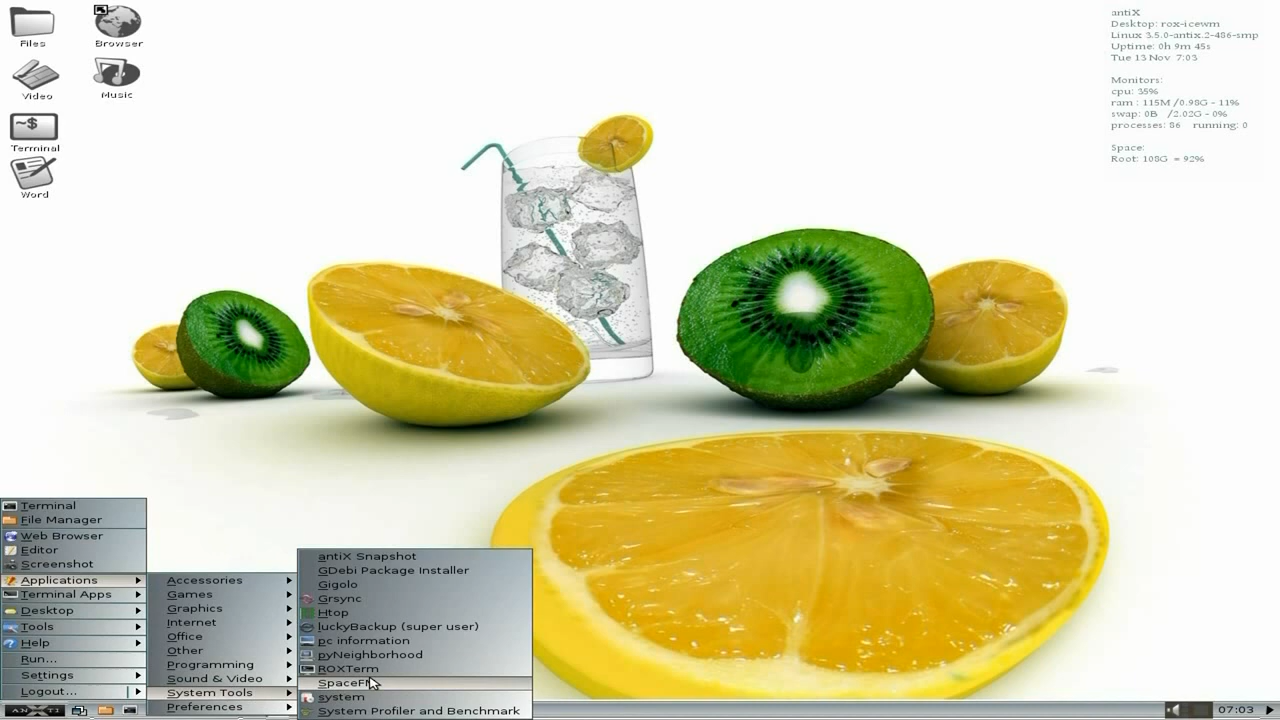 Files
Browser
Video
Music
~$
Terminal
Word
antiX
Desktop: rox-icewm
Linux 3.5.0-antix.2-486-smp
Uptime: 0h 9m 45s
Tue 13 Nov 7:03
Monitors:
cpu: 35%
ram : 115M /0.98G - 11%
swap: 0B /2.02G - 0%
processes: 86 running: 0
Space:
Root: 108G = 92%
Terminal
File Manager
Web Browser
Editor
Screenshot
Applications
Terminal Apps
Desktop
Tools
Help
Run...
Settings
Logout...
Accessories
Games
Graphics
Internet
Office
Other
Programming
Sound & Video
System Tools
Preferences
antiX Snapshot
GDebi Package Installer
Gigolo
Grsync
Htop
luckyBackup (super user)
pc information
pyNeighborhood
ROXTerm
SpaceFM
system
System Profiler and Benchmark
ANXTI
07:03